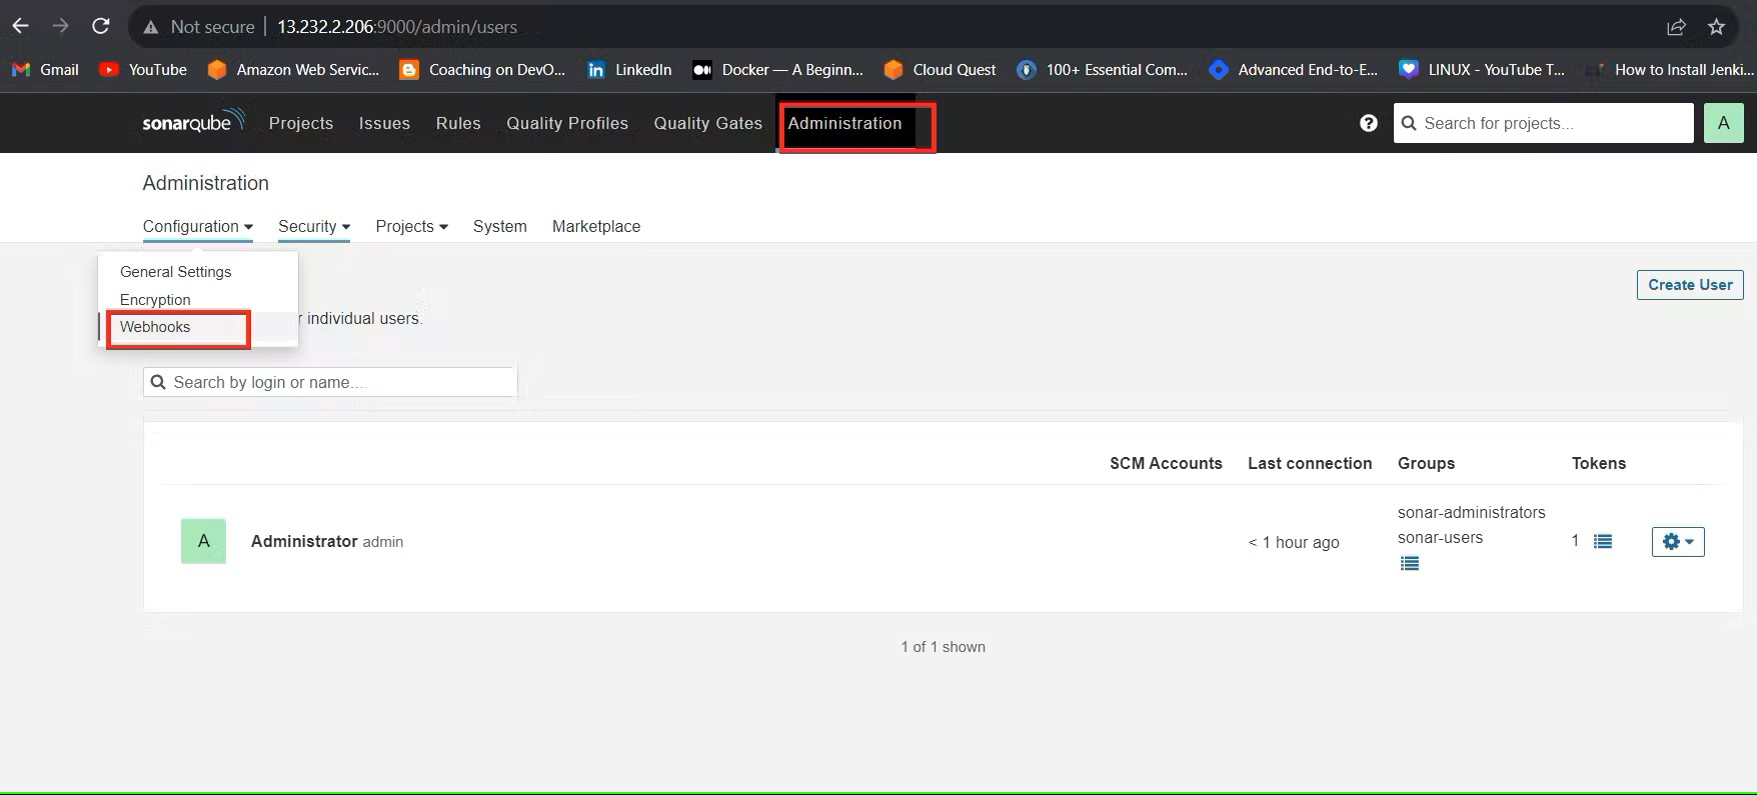 Not secure 13.232.2.206:9000/admin/users
Gmail YouTube Amazon Web Servic... Coaching on DevO... LinkedIn Docker — A Beginn... Cloud Quest 100+ Essential Com... Advanced End-to-E... LINUX - YouTube T... How to Install Jenki...
sonarqube Projects Issues Rules Quality Profiles Quality Gates Administration ? Search for projects... A
Administration
Configuration Security Projects System Marketplace
General Settings
Create User
Encryption
r individual users.
Webhooks
Search by login or name...
SCM Accounts Last connection Groups Tokens
A Administrator admin < 1 hour ago sonar-administrators 1
sonar-users
1 of 1 shown